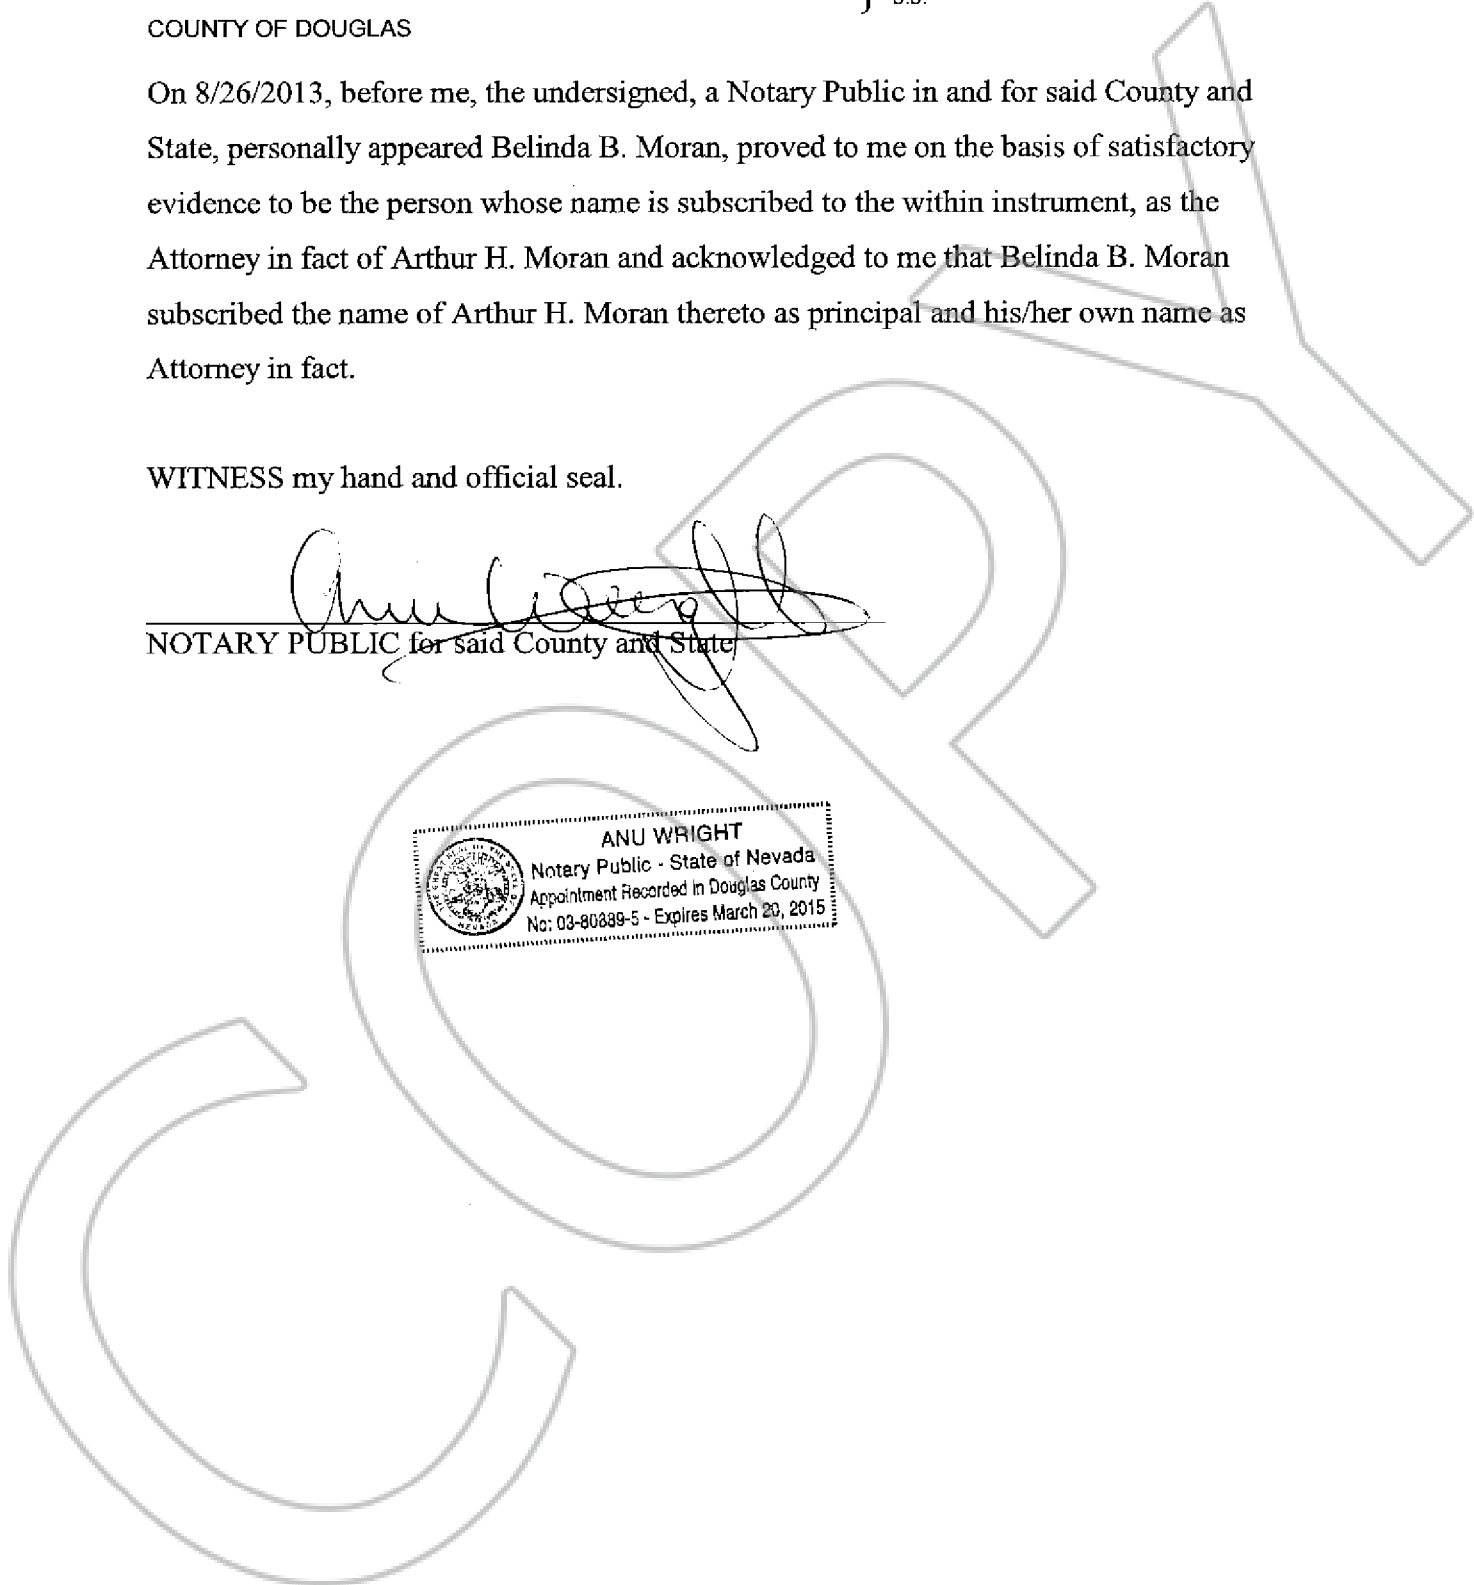 s.s.
COUNTY OF DOUGLAS
On 8/26/2013, before me, the undersigned, a Notary Public in and for said County and
State, personally appeared Belinda B. Moran, proved to me on the basis of satisfactory
evidence to be the person whose name is subscribed to the within instrument, as the
Attorney in fact of Arthur H. Moran and acknowledged to me that Belinda B. Moran
subscribed the name of Arthur H. Moran thereto as principal and his/her own name as
Attorney in fact.
WITNESS my hand and official seal.
NOTARY PUBLIC for said County and State
ANU WRIGHT
Notary Public - State of Nevada
Appointment Recorded in Douglas County
No: 03-80889-5 - Expires March 20, 2015
COPY